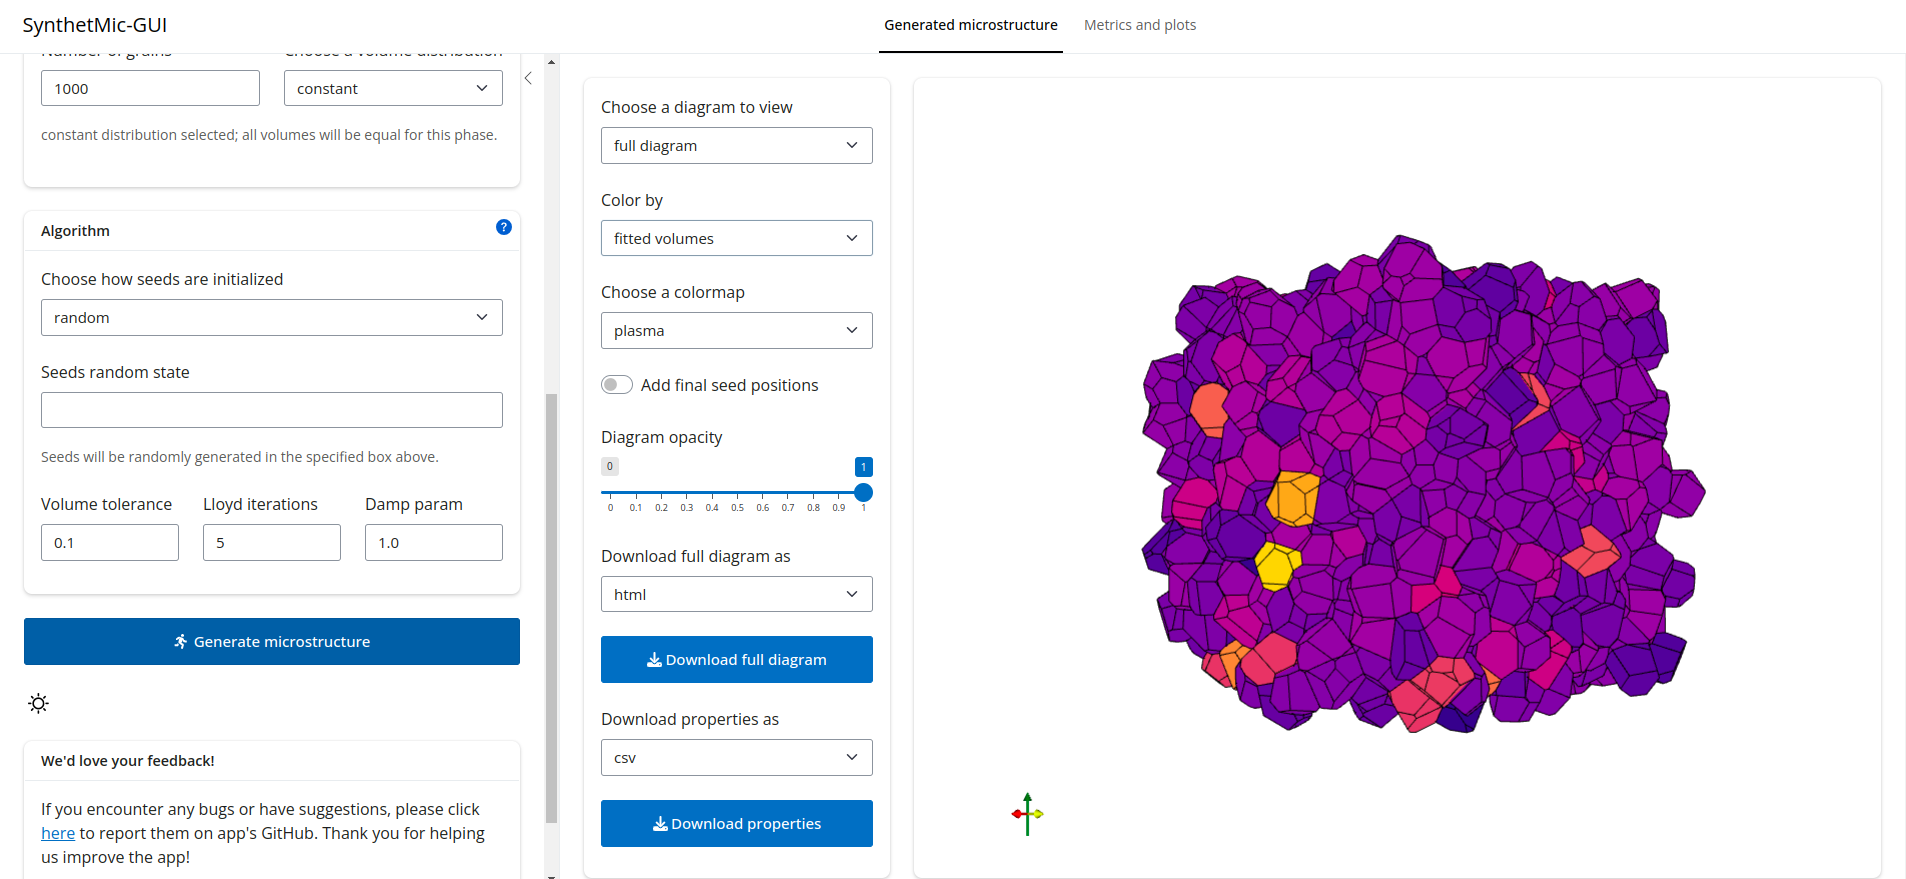 SynthetMic-GUI
Generated microstructure
Metrics and plots
Number of grains
Choose a volume distribution
1000
constant
constant distribution selected; all volumes will be equal for this phase.
Algorithm
?
Choose how seeds are initialized
random
Seeds random state
Seeds will be randomly generated in the specified box above.
Volume tolerance
Lloyd iterations
Damp param
0.1
5
1.0
Generate microstructure
We'd love your feedback!
If you encounter any bugs or have suggestions, please click
here to report them on app's GitHub. Thank you for helping
us improve the app!
Choose a diagram to view
full diagram
Color by
fitted volumes
Choose a colormap
plasma
Add final seed positions
Diagram opacity
0
1
0 0.1 0.2 0.3 0.4 0.5 0.6 0.7 0.8 0.9 1
Download full diagram as
html
Download full diagram
Download properties as
csv
Download properties